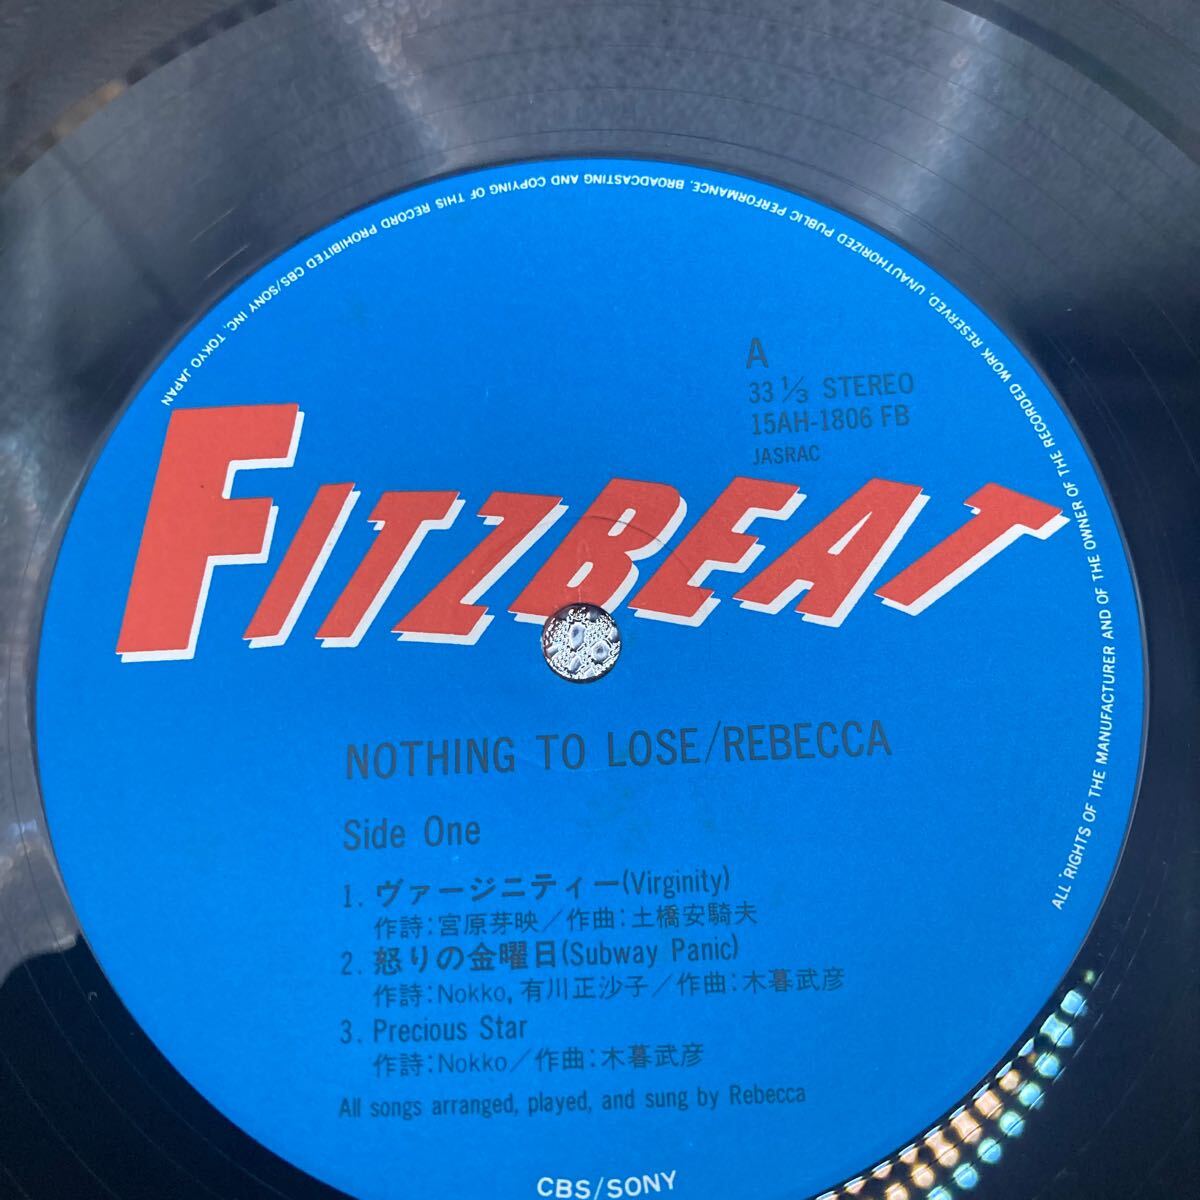 ALL RIGHTS OF THE MANUFACTURER AND OF THE OWNER OF THE RECORDED WORK RESERVED. UNAUTHORIZED PUBLIC PERFORMANCE, BROADCASTING AND COPYING OF THIS RECORD PROHIBITED CBS/SONY INC. TOKYO JAPAN
A
33 1/3 STEREO
15AH-1806 FB
JASRAC
FITZBEAT
NOTHING TO LOSE/REBECCA
Side One
1. ヴァージニティー(Virginity)
作詩:宮原芽映/作曲:土橋安騎夫
2. 怒りの金曜日(Subway Panic)
作詩:Nokko,有川正沙子/作曲:木暮武彦
3. Precious Star
作詩:Nokko/作曲:木暮武彦
All songs arranged, played, and sung by Rebecca
CBS/SONY